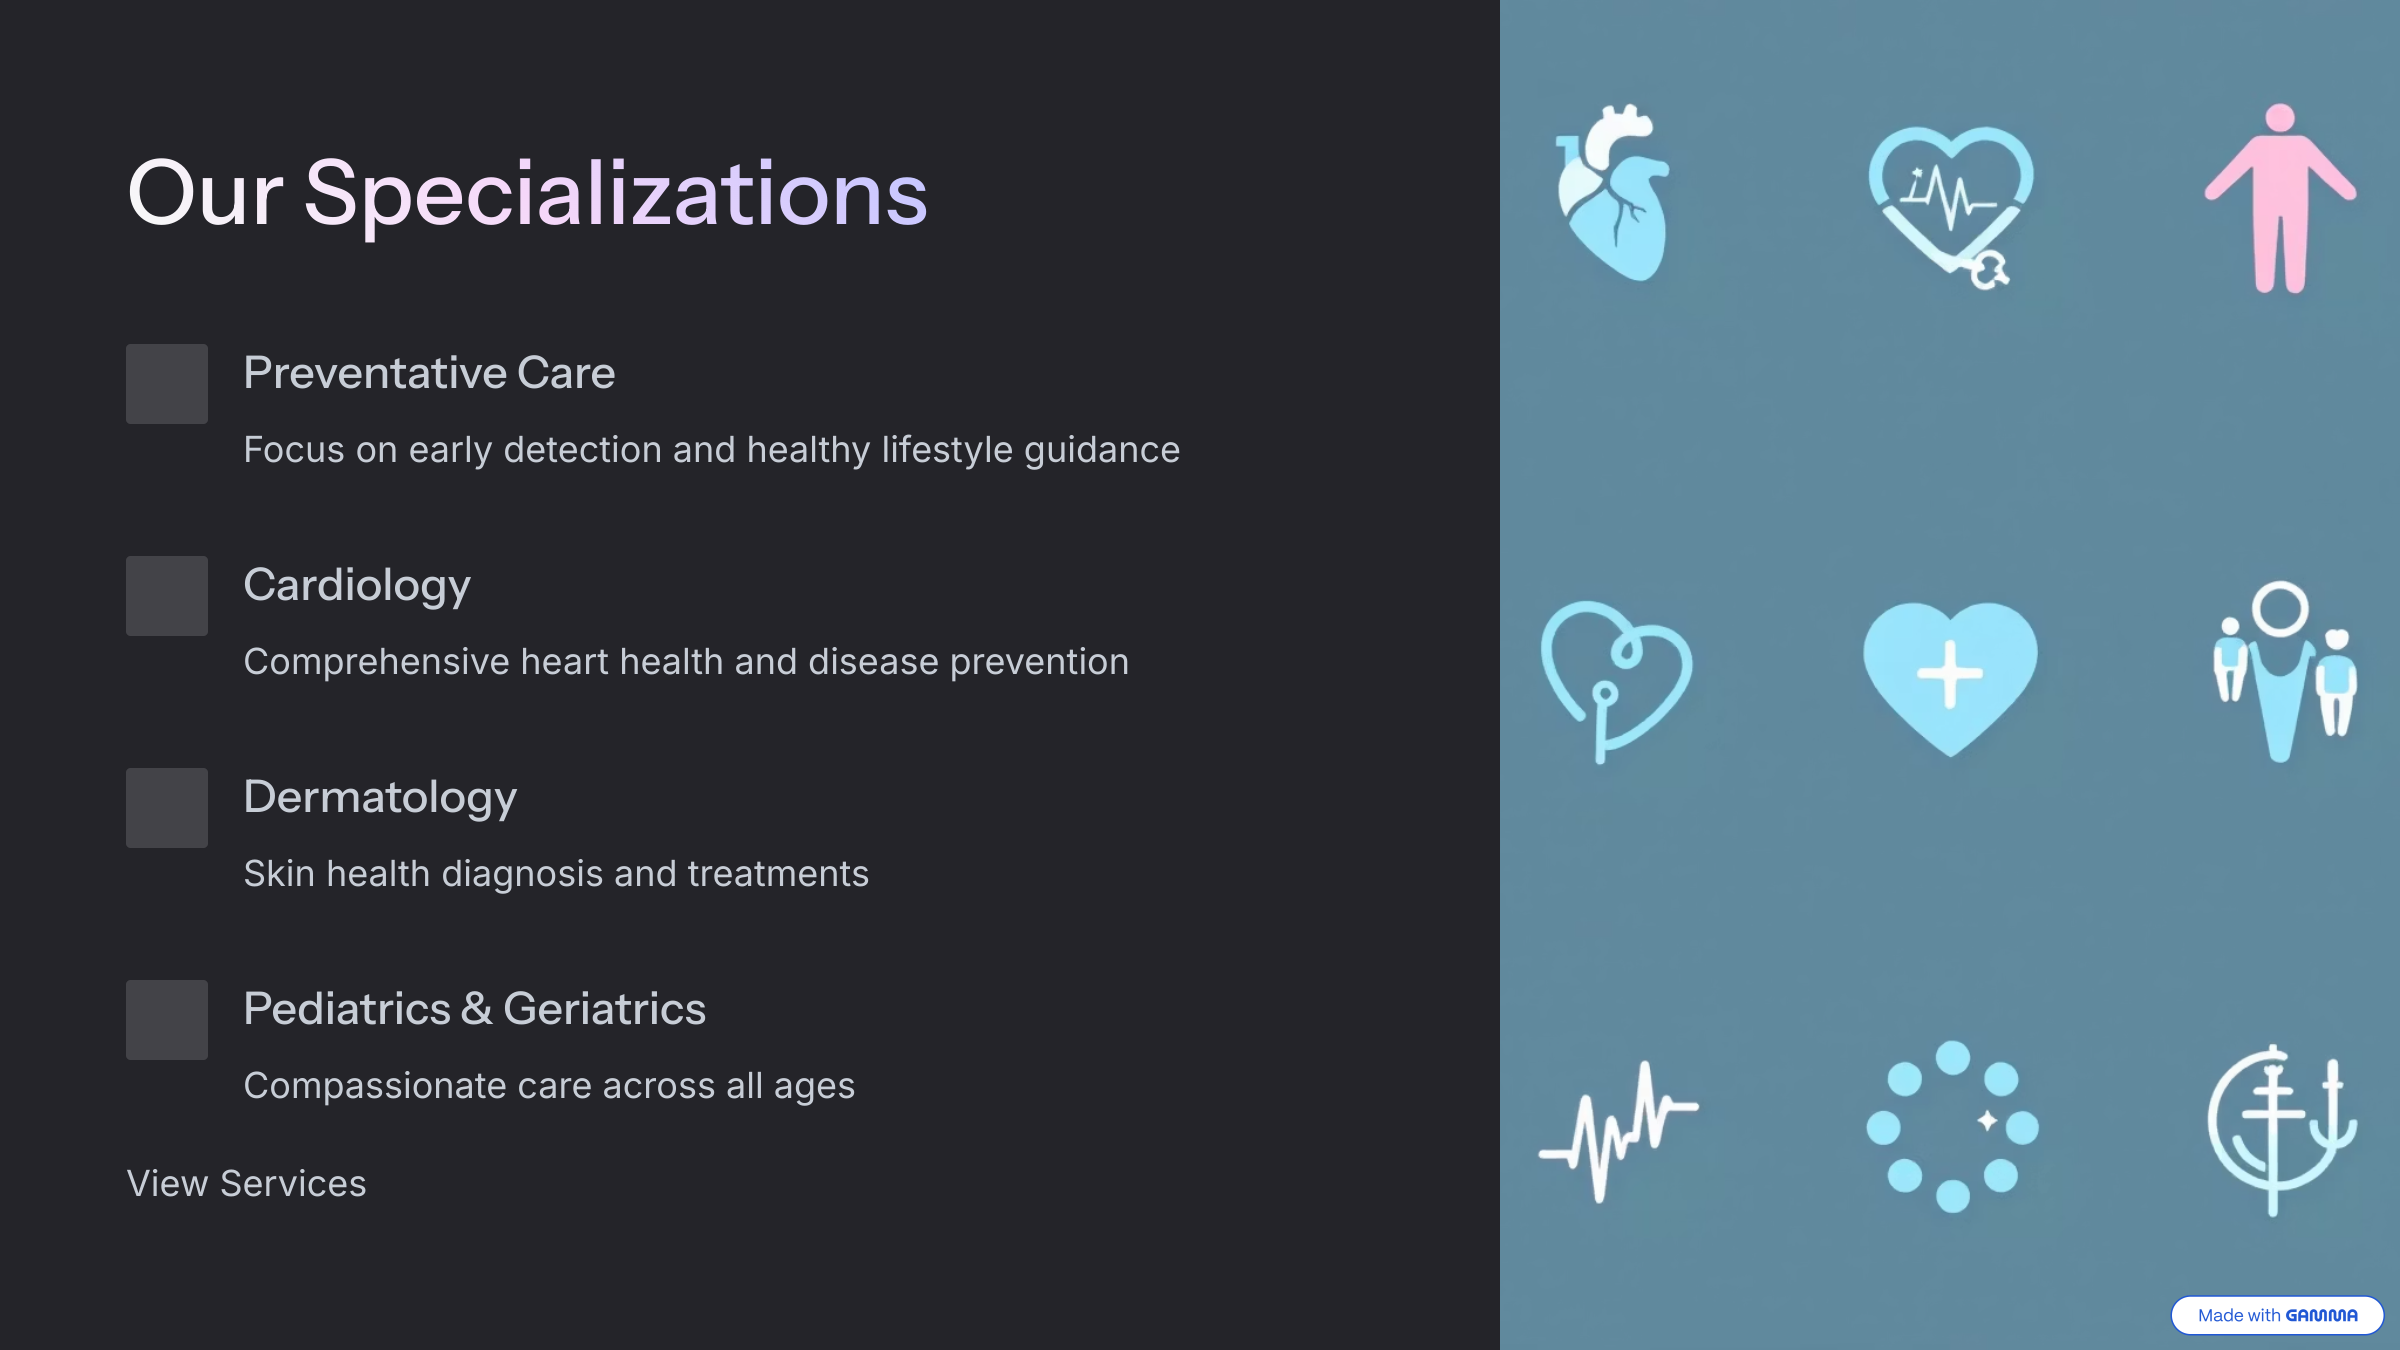 Our Specializations
Preventative Care
Focus on early detection and healthy lifestyle guidance
Cardiology
Comprehensive heart health and disease prevention
Dermatology
Skin health diagnosis and treatments
Pediatrics & Geriatrics
Compassionate care across all ages
View Services
Made with GAMMA